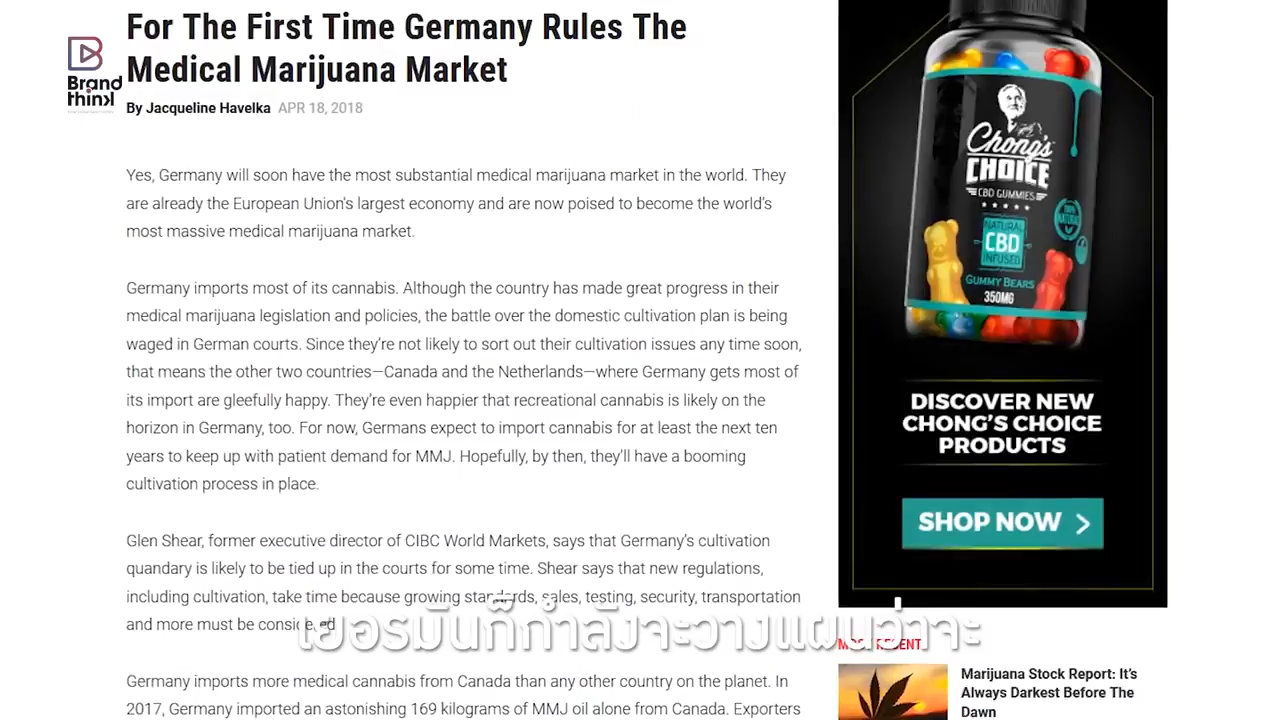 For The First Time Germany Rules The
Medical Marijuana Market
Brand
think
By Jacqueline Havelka APR 18, 2018
Yes, Germany will soon have the most substantial medical marijuana market in the world. They
are already the European Union's largest economy and are now poised to become the world's
most massive medical marijuana market.
Germany imports most of its cannabis. Although the country has made great progress in their
medical marijuana legislation and policies, the battle over the domestic cultivation plan is being
waged in German courts. Since they're not likely to sort out their cultivation issues any time soon,
that means the other two countries—Canada and the Netherlands—where Germany gets most of
its import are gleefully happy. They're even happier that recreational cannabis is likely on the
horizon in Germany, too. For now, Germans expect to import cannabis for at least the next ten
years to keep up with patient demand for MMJ. Hopefully, by then, they'll have a booming
cultivation process in place.
Glen Shear, former executive director of CIBC World Markets, says that Germany's cultivation
quandary is likely to be tied up in the courts for some time. Shear says that new regulations,
including cultivation, take time because growing standards, sales, testing, security, transportation
and more must be considered
เยอรมันก็กำลังจะวางแผนว่าจะ
Germany imports more medical cannabis from Canada than any other country on the planet. In
2017, Germany imported an astonishing 169 kilograms of MMJ oil alone from Canada. Exporters
Chong's
CHOICE
CBD GUMMIES
100%
NATURAL
CBD
INFUSED
GUMMY BEARS
350MG
DISCOVER NEW
CHONG'S CHOICE
PRODUCTS
SHOP NOW >
MOST RECENT
Marijuana Stock Report: It's
Always Darkest Before The
Dawn